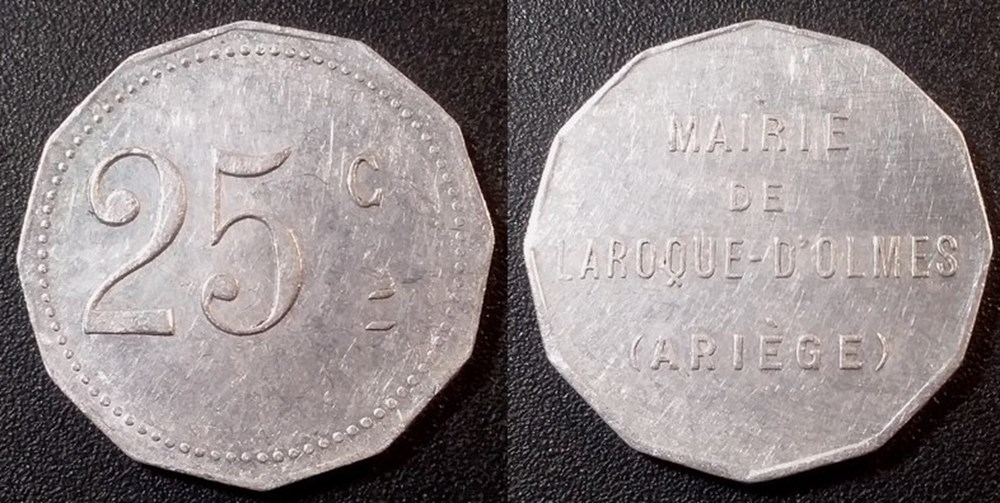 25 C
MAIRIE
DE
LAROQUE-D'OLMES
(ARIÈGE)